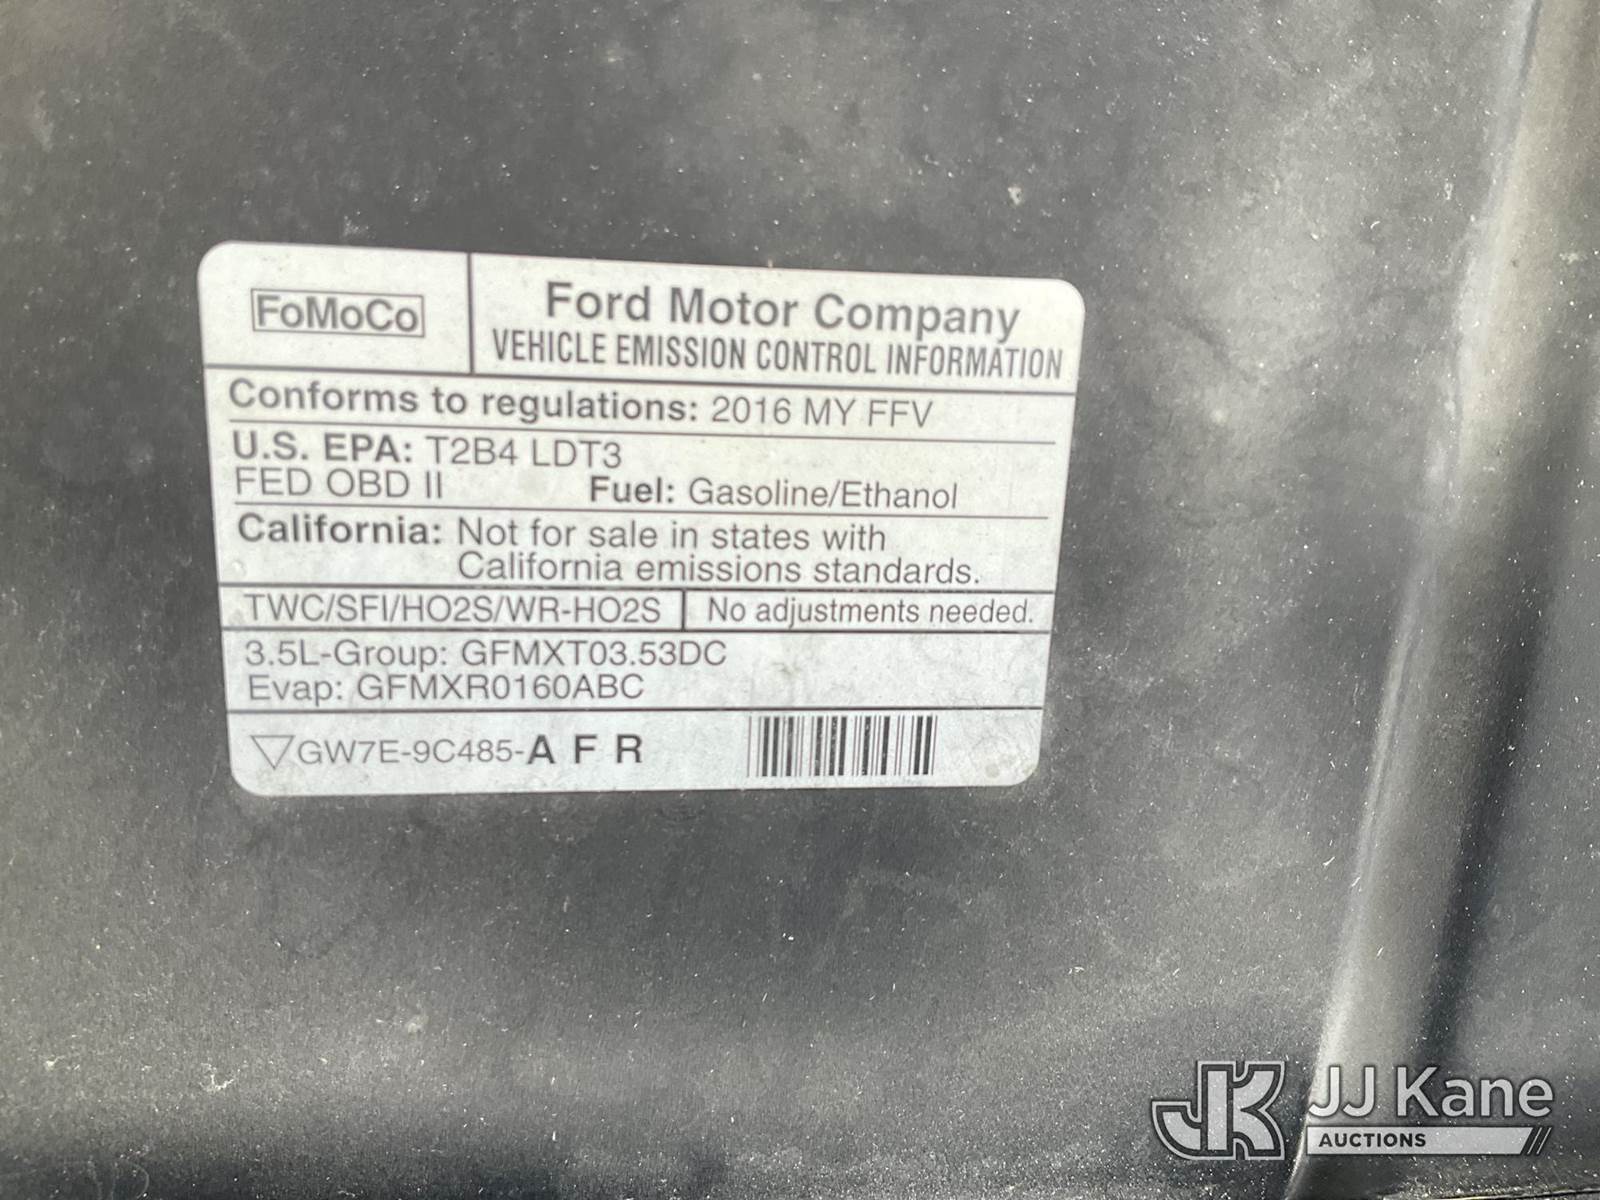 FoMoCo
Ford Motor Company
VEHICLE EMISSION CONTROL INFORMATION
Conforms to regulations: 2016 MY FFV
U.S. EPA: T2B4 LDT3
FED OBD II Fuel: Gasoline/Ethanol
California: Not for sale in states with
California emissions standards.
TWC/SFI/HO2S/WR-HO2S No adjustments needed.
3.5L-Group: GFMXT03.53DC
Evap: GFMXR0160ABC
GW7E-9C485-A F R
JK JJ Kane
AUCTIONS